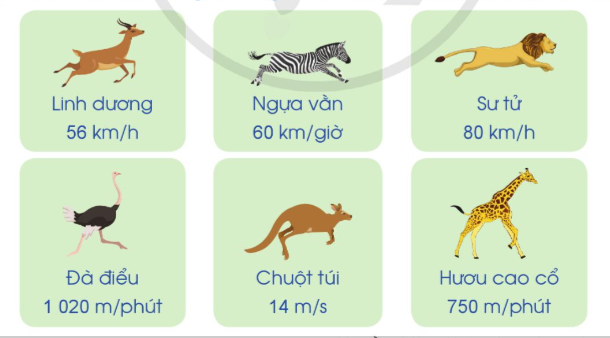 Linh dương
56 km/h
Ngựa vằn
60 km/giờ
Sư tử
80 km/h
Đà điểu
1 020 m/phút
Chuột túi
14 m/s
Hươu cao cổ
750 m/phút